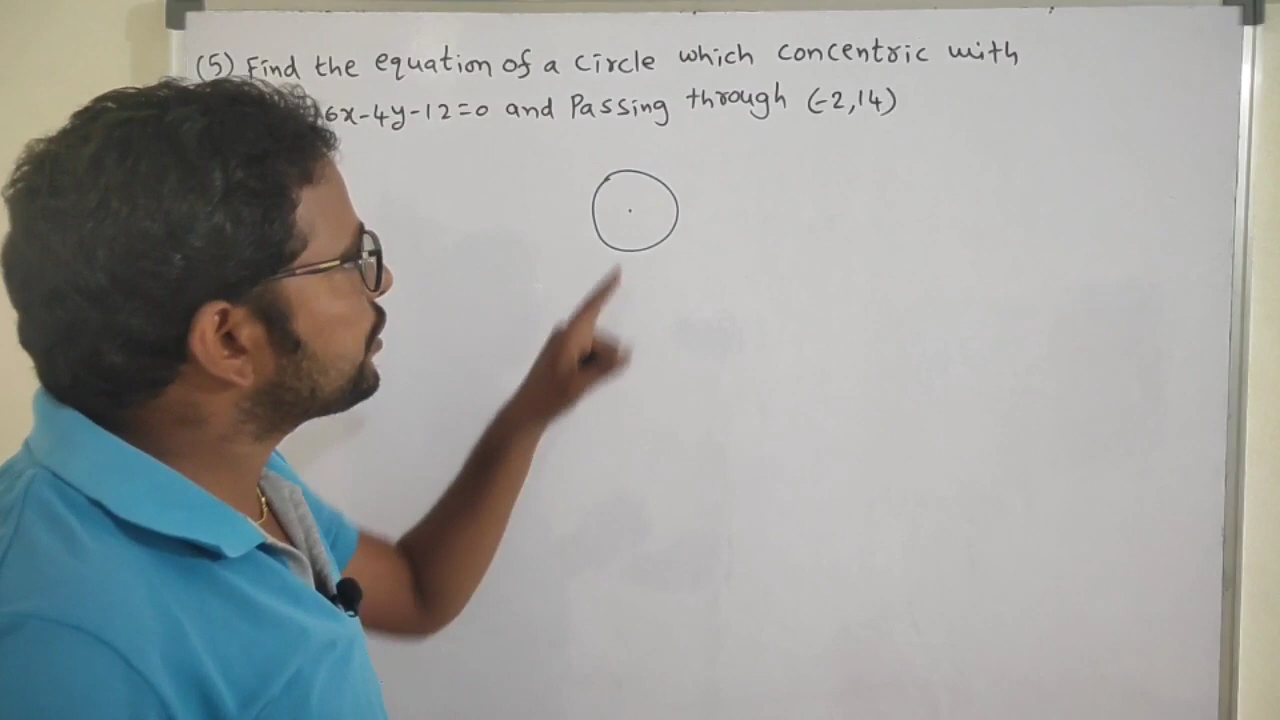 (5) Find the equation of a circle which concentric with
6x-4y-12=0 and Passing through (-2,14)